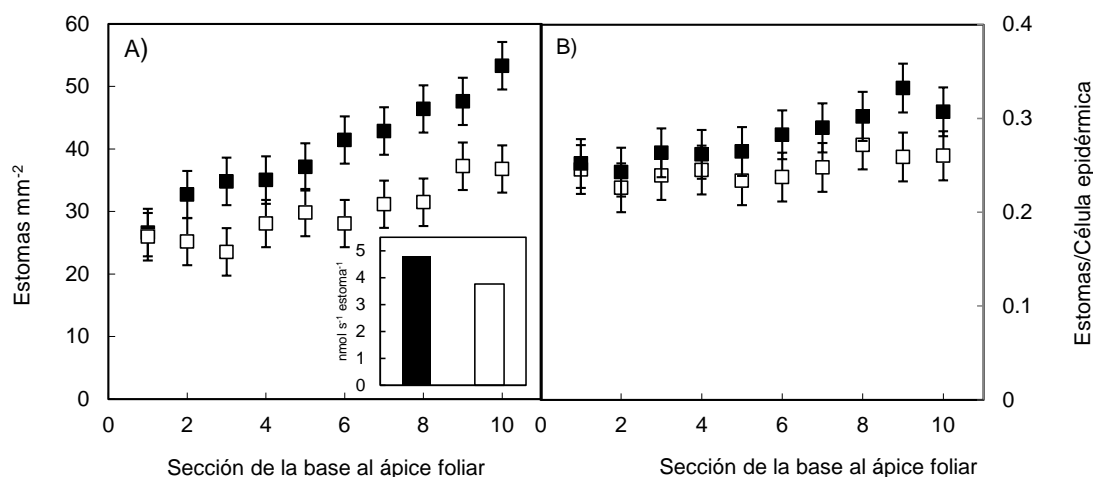 A)
Estomas mm-2
60
50
40
30
20
10
0
0 2 4 6 8 10
Sección de la base al ápice foliar
nmol s-1 estoma-1
5
4
3
2
1
0
B)
0 2 4 6 8 10
Sección de la base al ápice foliar
0.4
0.3
0.2
0.1
0
Estomas/Célula epidérmica